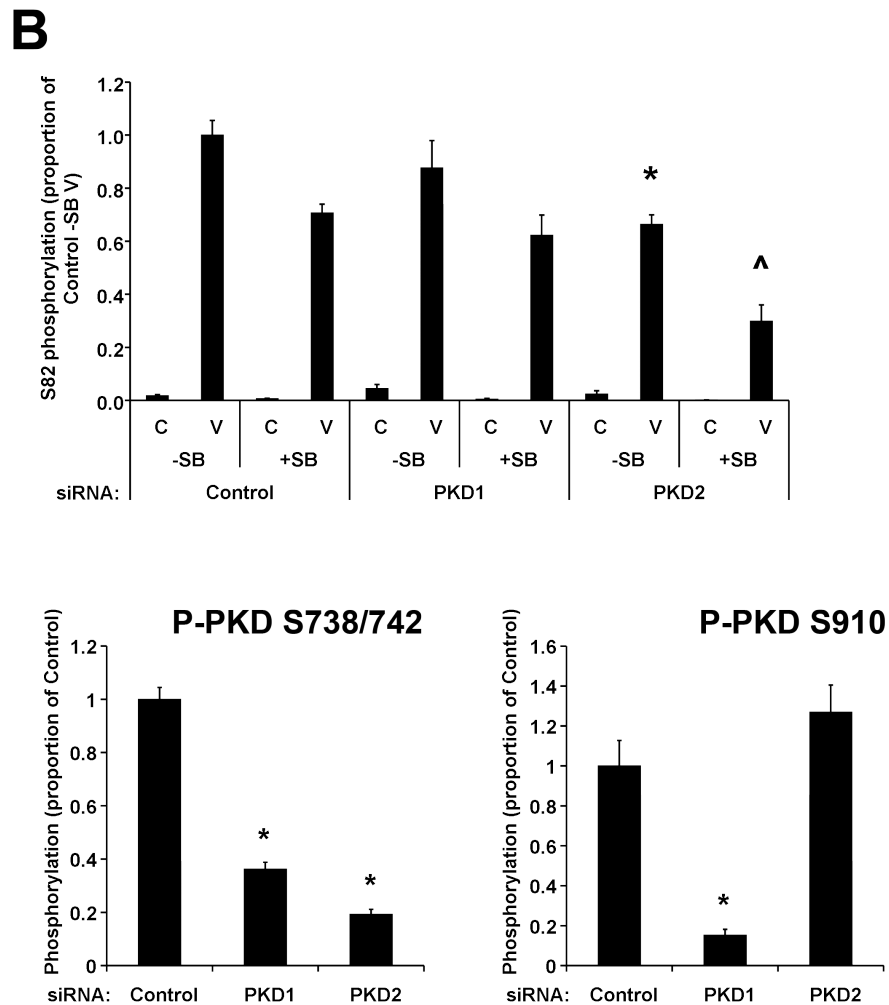 B
S82 phosphorylation (proportion of
Control -SB V)
1.2
1.0
0.8
0.6
0.4
0.2
0.0
*
^
C V C V C V C V C V C V
-SB +SB -SB +SB -SB +SB
siRNA: Control PKD1 PKD2
P-PKD S738/742
Phosphorylation (proportion of Control)
1.2
1
0.8
0.6
0.4
0.2
0
*
*
siRNA: Control PKD1 PKD2
P-PKD S910
Phosphorylation (proportion of Control)
1.6
1.4
1.2
1
0.8
0.6
0.4
0.2
0
*
siRNA: Control PKD1 PKD2